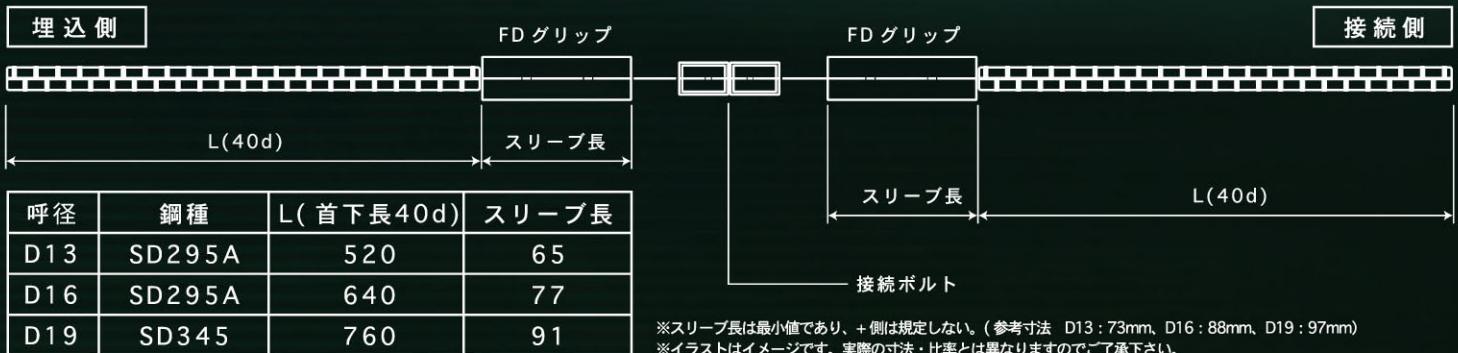 埋込側
接続側
FDグリップ
FDグリップ
L(40d)
スリーブ長
スリーブ長
L(40d)
接続ボルト
呼径 鋼種 L(首下長40d) スリーブ長
D13 SD295A 520 65
D16 SD295A 640 77
D19 SD345 760 91
※スリーブ長は最小値であり、+側は規定しない。(参考寸法 D13：73mm、D16：88mm、D19：97mm)
※イラストはイメージです。実際の寸法・比率とは異なりますのでご了承下さい。